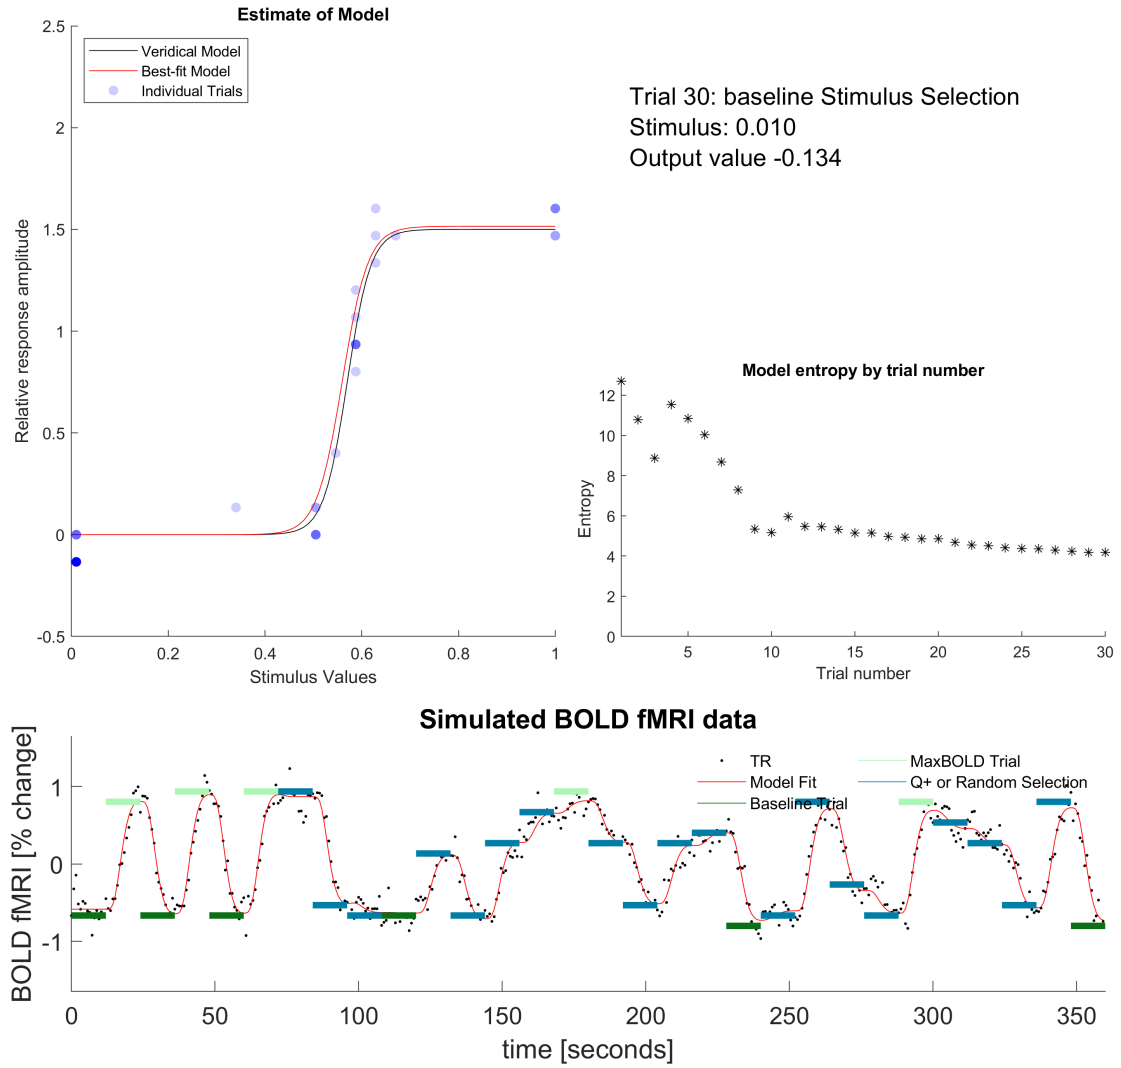 Estimate of Model
2.5
2
1.5
1
0.5
0
-0.5
Relative response amplitude
Veridical Model
Best-fit Model
Individual Trials
0
0.2
0.4
0.6
0.8
1
Stimulus Values
Trial 30: baseline Stimulus Selection
Stimulus: 0.010
Output value -0.134
Model entropy by trial number
12
10
8
6
4
2
0
Entropy
5
10
15
20
25
30
Trial number
Simulated BOLD fMRI data
BOLD fMRI [% change]
1
0
-1
TR
Model Fit
Baseline Trial
MaxBOLD Trial
Q+ or Random Selection
0
50
100
150
200
250
300
350
time [seconds]